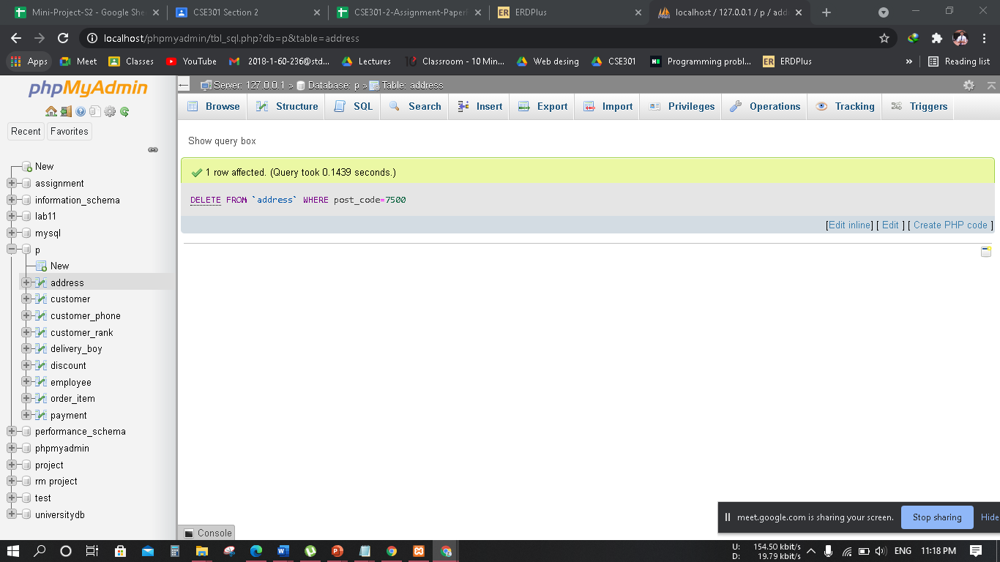 Mini-Project-S2 - Google She
CSE301 Section 2
CSE301-2-Assignment-PaperF
ER ERDPlus
localhost / 127.0.0.1 / p / add
localhost/phpmyadmin/tbl_sql.php?db=p&table=address
Apps Meet Classes YouTube 2018-1-60-236@std... Lectures Classroom - 10 Min... Web desing CSE301 Programming probl... ER ERDPlus » Reading list
phpMyAdmin
Recent Favorites
New
assignment
information_schema
lab11
mysql
p
New
address
customer
customer_phone
customer_rank
delivery_boy
discount
employee
order_item
payment
performance_schema
phpmyadmin
project
rm project
test
universitydb
Server: 127.0.0.1 » Database: p » Table: address
Browse Structure SQL Search Insert Export Import Privileges Operations Tracking Triggers
Show query box
1 row affected. (Query took 0.1439 seconds.)
DELETE FROM `address` WHERE post_code=7500
[Edit inline] [ Edit ] [ Create PHP code ]
Console
meet.google.com is sharing your screen. Stop sharing Hide
U: 154.50 kbit/s
D: 19.79 kbit/s
ENG 11:18 PM